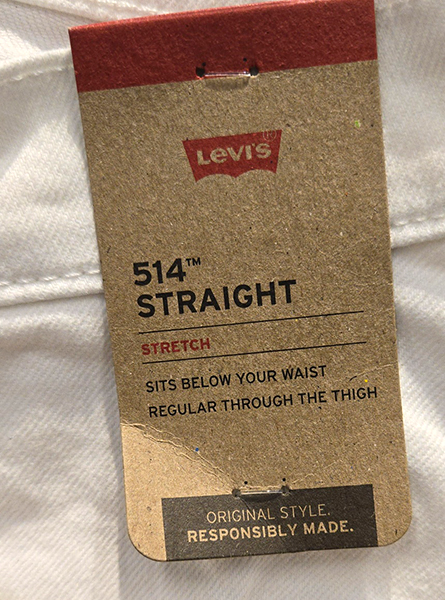 Levi's®
514™
STRAIGHT
STRETCH
SITS BELOW YOUR WAIST
REGULAR THROUGH THE THIGH
ORIGINAL STYLE.
RESPONSIBLY MADE.